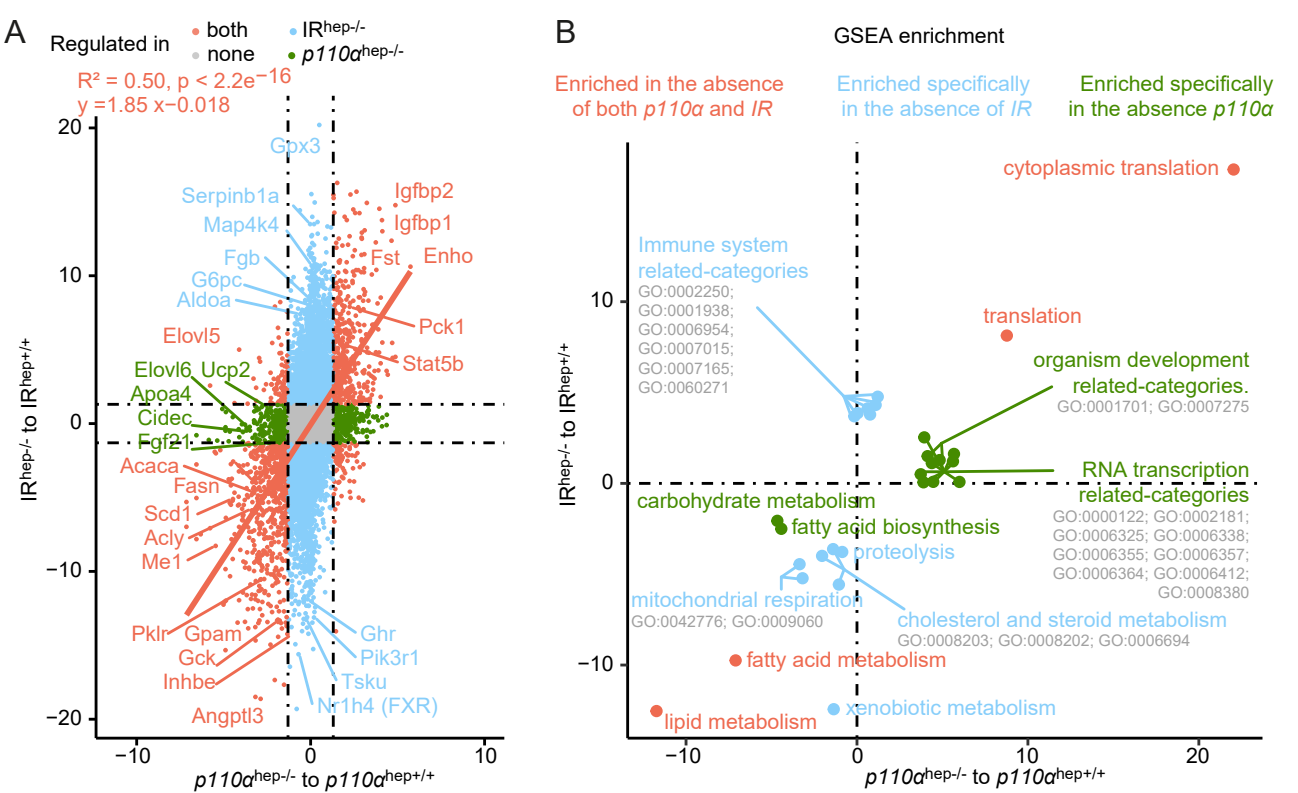 A
Regulated in
both
none
IRhep-/-
p110αhep-/-
R² = 0.50, p < 2.2e−16
y =1.85 x−0.018
20
10
0
−10
−20
−10
0
10
IRhep-/- to IRhep+/+
p110αhep-/- to p110αhep+/+
Gpx3
Serpinb1a
Map4k4
Fgb
G6pc
Aldoa
Elovl5
Elovl6
Ucp2
Apoa4
Cidec
Fgf21
Acaca
Fasn
Scd1
Acly
Me1
Pklr
Gpam
Gck
Inhbe
Angptl3
Igfbp2
Igfbp1
Fst
Enho
Pck1
Stat5b
Ghr
Pik3r1
Tsku
Nr1h4 (FXR)
B
GSEA enrichment
Enriched in the absence
of both p110α and IR
Enriched specifically
in the absence of IR
Enriched specifically
in the absence p110α
cytoplasmic translation
Immune system
related-categories
GO:0002250;
GO:0001938;
GO:0006954;
GO:0007015;
GO:0007165;
GO:0060271
translation
organism development
related-categories.
GO:0001701; GO:0007275
RNA transcription
related-categories
GO:0000122; GO:0002181;
GO:0006325; GO:0006338;
GO:0006355; GO:0006357;
GO:0006364; GO:0006412;
GO:0008380
carbohydrate metabolism
fatty acid biosynthesis
proteolysis
mitochondrial respiration
GO:0042776; GO:0009060
cholesterol and steroid metabolism
GO:0008203; GO:0008202; GO:0006694
fatty acid metabolism
xenobiotic metabolism
lipid metabolism
10
0
−10
−10
0
10
20
IRhep-/- to IRhep+/+
p110αhep-/- to p110αhep+/+